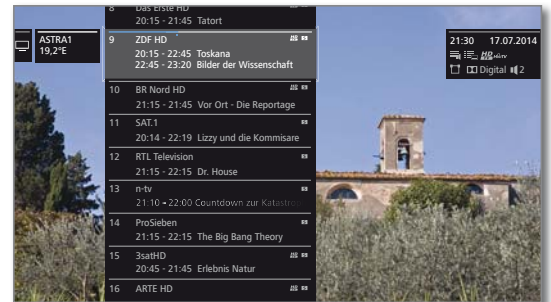 8 Das Erste HD
20:15 - 21:45 Tatort
ASTRA1
19,2°E
9 ZDF HD
20:15 - 22:45 Toskana
22:45 - 23:20 Bilder der Wissenschaft
10 BR Nord HD
21:15 - 21:45 Vor Ort - Die Reportage
11 SAT.1
20:14 - 22:19 Lizzy und die Kommisare
12 RTL Television
21:15 - 22:15 Dr. House
13 n-tv
21:10 - 22:00 Countdown zur Katastro
14 ProSieben
21:15 - 22:15 The Big Bang Theory
15 3satHD
20:45 - 21:45 Erlebnis Natur
16 ARTE HD
21:30 17.07.2014
Digital 2